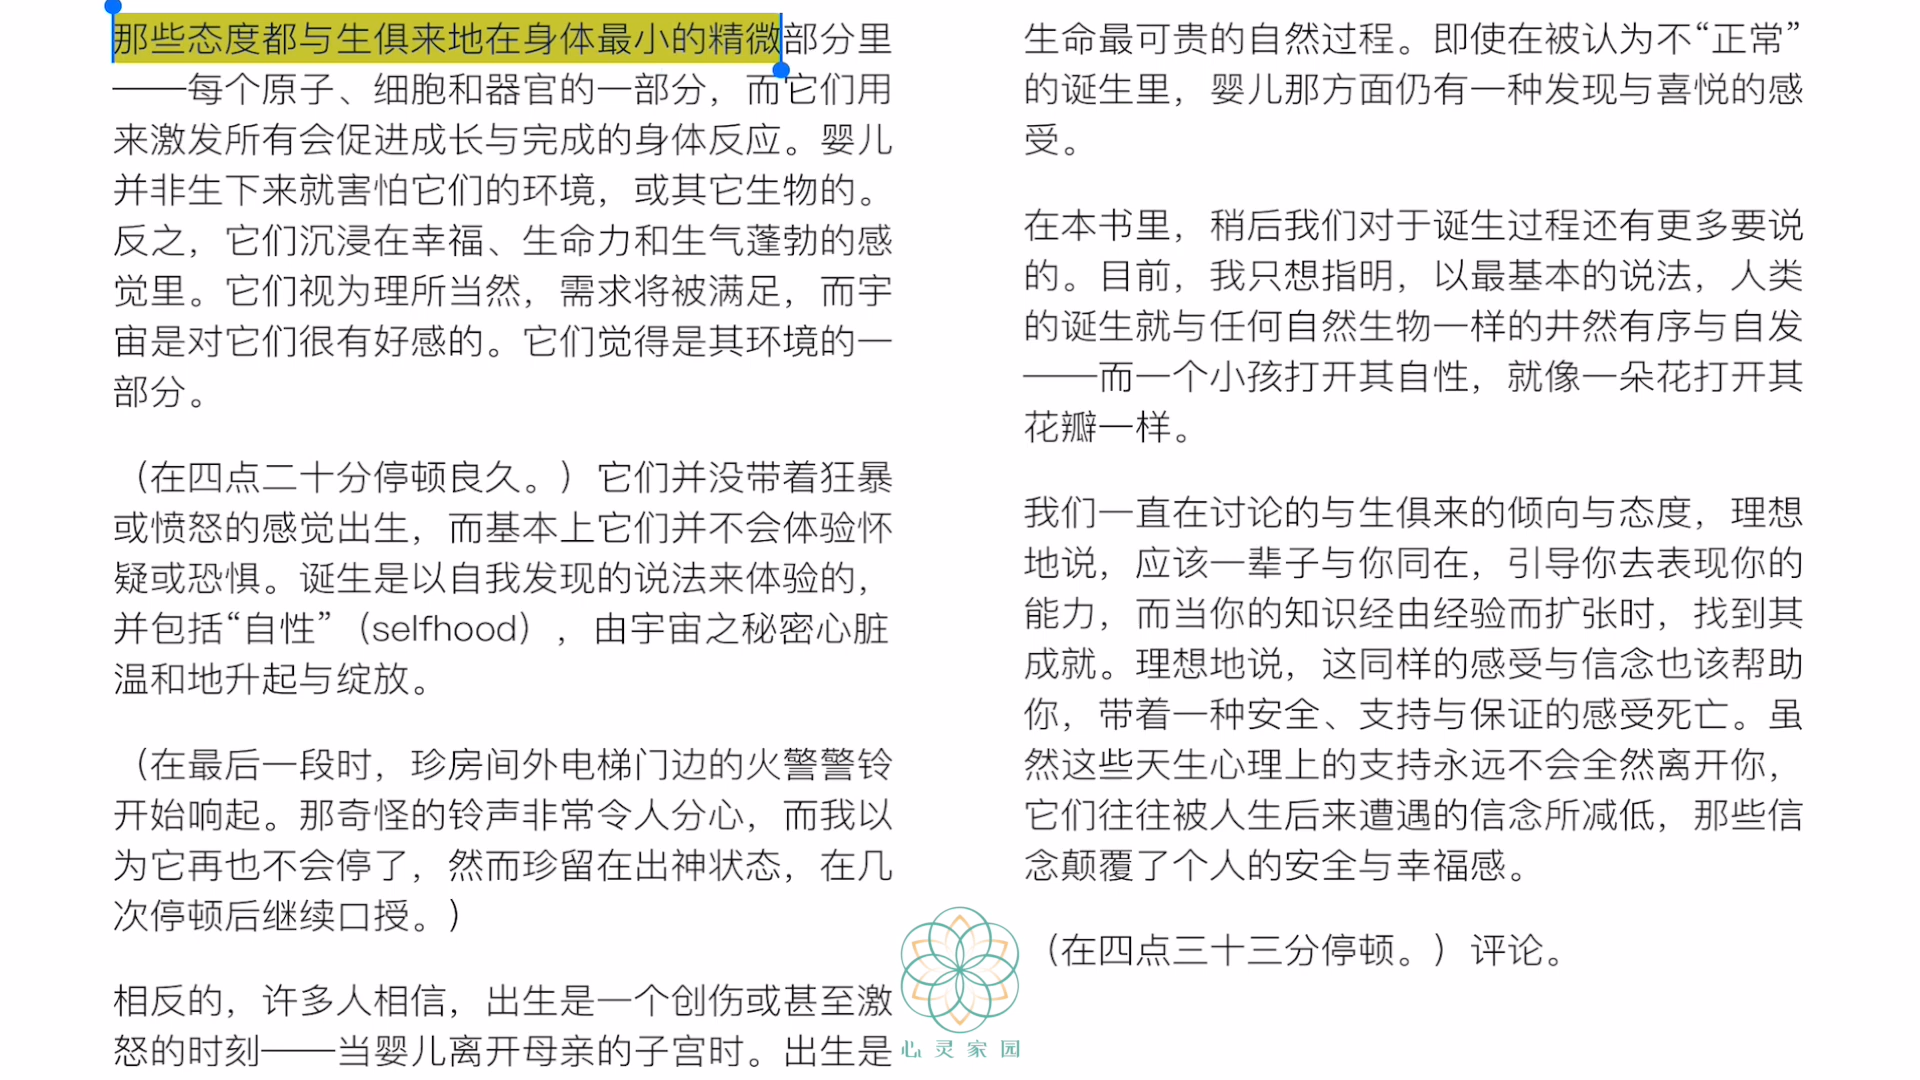 那些态度都与生俱来地在身体最小的精微部分里
——每个原子、细胞和器官的一部分，而它们用
来激发所有会促进成长与完成的身体反应。婴儿
并非生下来就害怕它们的环境，或其它生物的。
反之，它们沉浸在幸福、生命力和生气蓬勃的感
觉里。它们视为理所当然，需求将被满足，而宇
宙是对它们很有好感的。它们觉得是其环境的一
部分。
（在四点二十分停顿良久。）它们并没带着狂暴
或愤怒的感觉出生，而基本上它们并不会体验怀
疑或恐惧。诞生是以自我发现的说法来体验的，
并包括“自性”（selfhood），由宇宙之秘密心脏
温和地升起与绽放。
（在最后一段时，珍房间外电梯门边的火警警铃
开始响起。那奇怪的铃声非常令人分心，而我以
为它再也不会停了，然而珍留在出神状态，在几
次停顿后继续口授。）
相反的，许多人相信，出生是一个创伤或甚至激
怒的时刻——当婴儿离开母亲的子宫时。出生是
生命最可贵的自然过程。即使在被认为不“正常”
的诞生里，婴儿那方面仍有一种发现与喜悦的感
受。
在本书里，稍后我们对于诞生过程还有更多要说
的。目前，我只想指明，以最基本的说法，人类
的诞生就与任何自然生物一样的井然有序与自发
——而一个小孩打开其自性，就像一朵花打开其
花瓣一样。
我们一直在讨论的与生俱来的倾向与态度，理想
地说，应该一辈子与你同在，引导你去表现你的
能力，而当你的知识经由经验而扩张时，找到其
成就。理想地说，这同样的感受与信念也该帮助
你，带着一种安全、支持与保证的感受死亡。虽
然这些天生心理上的支持永远不会全然离开你，
它们往往被人生后来遭遇的信念所减低，那些信
念颠覆了个人的安全与幸福感。
（在四点三十三分停顿。）评论。
心灵家园